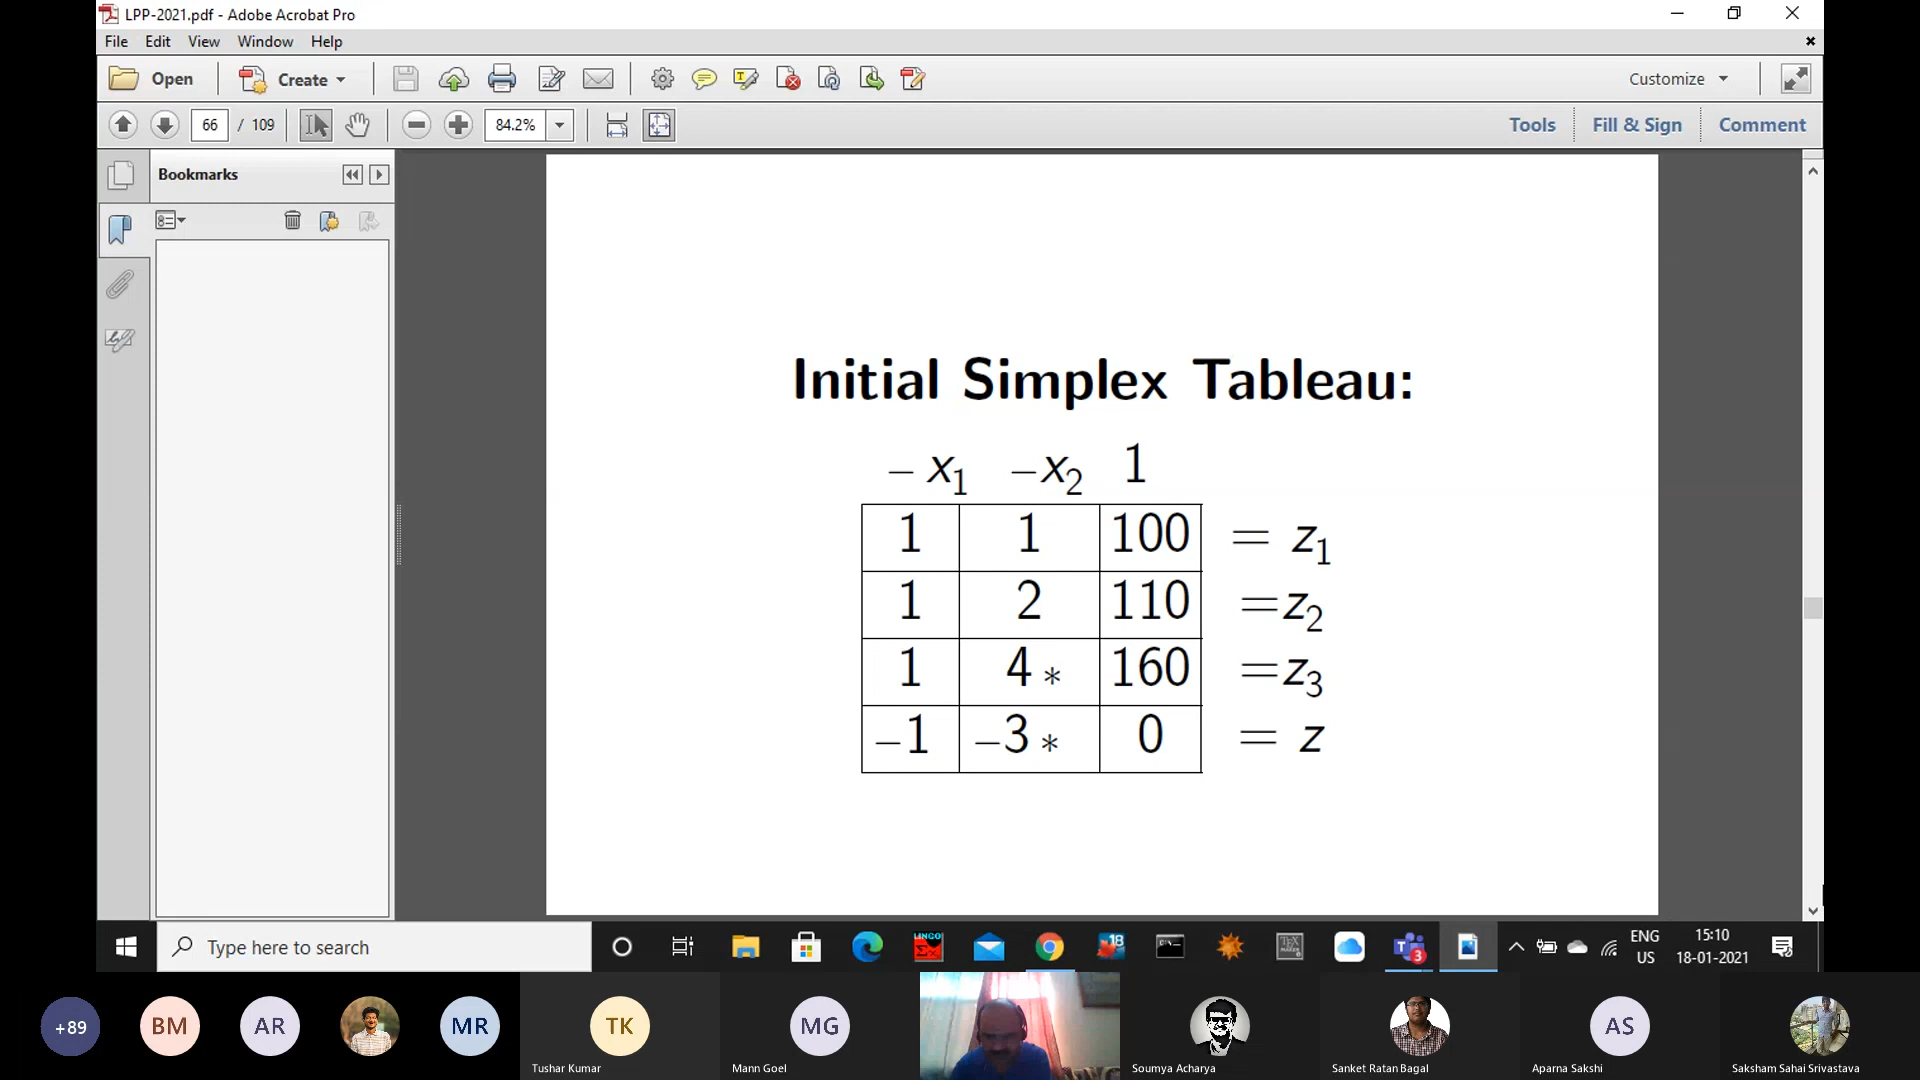 LPP-2021.pdf - Adobe Acrobat Pro
File Edit View Window Help
Open Create Customize
66 / 109 84.2% Tools Fill & Sign Comment
Bookmarks
Initial Simplex Tableau:
− x₁ −x₂ 1
1 1 100 = z₁
1 2 110 =z₂
1 4 * 160 =z₃
−1 −3 * 0 = z
Type here to search
LINGO
18
3
ENG
US
15:10
18-01-2021
+89 BM AR MR TK MG AS
Tushar Kumar Mann Goel Soumya Acharya Sanket Ratan Bagal Aparna Sakshi Saksham Sahai Srivastava